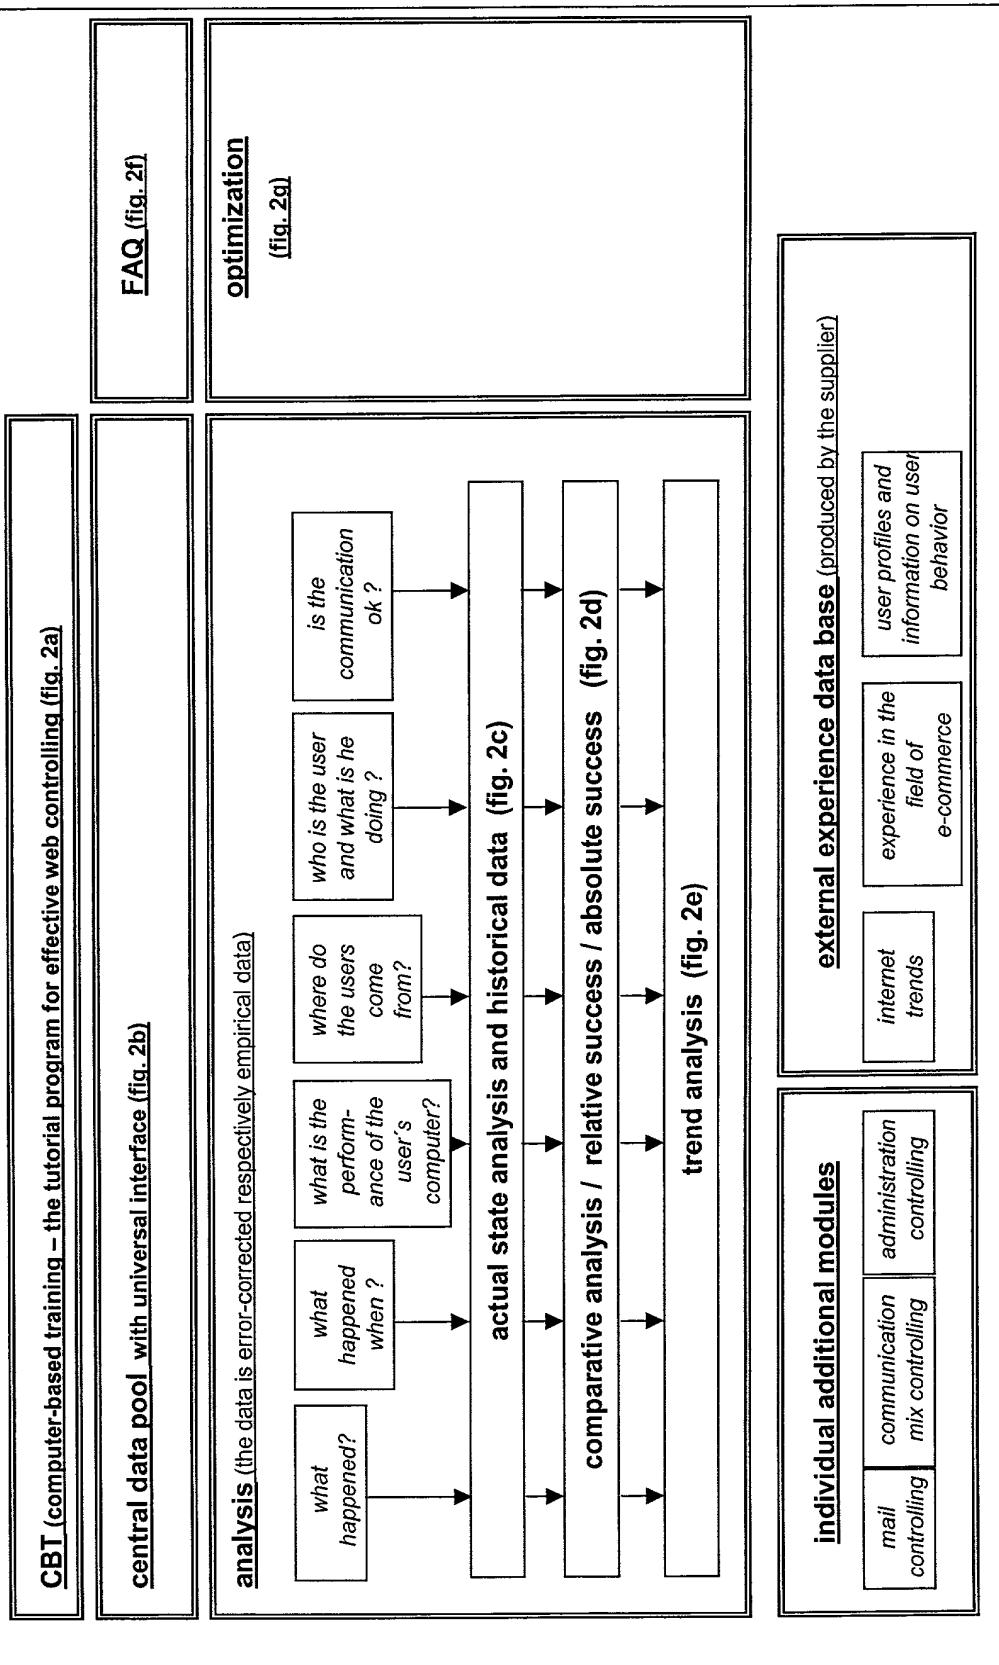 CBT (computer-based training – the tutorial program for effective web controlling (fig. 2a)
central data pool with universal interface (fig. 2b)
FAQ (fig. 2f)
analysis (the data is error-corrected respectively empirical data)
what
happened?
what
happened
when ?
what is the
perform-
ance of the
user´s
computer?
where do
the users
come
from?
who is the user
and what is he
doing ?
is the
communication
ok ?
actual state analysis and historical data (fig. 2c)
comparative analysis / relative success / absolute success (fig. 2d)
trend analysis (fig. 2e)
optimization
(fig. 2g)
individual additional modules
mail
controlling
communication
mix controlling
administration
controlling
external experience data base (produced by the supplier)
internet
trends
experience in the
field of
e-commerce
user profiles and
information on user
behavior